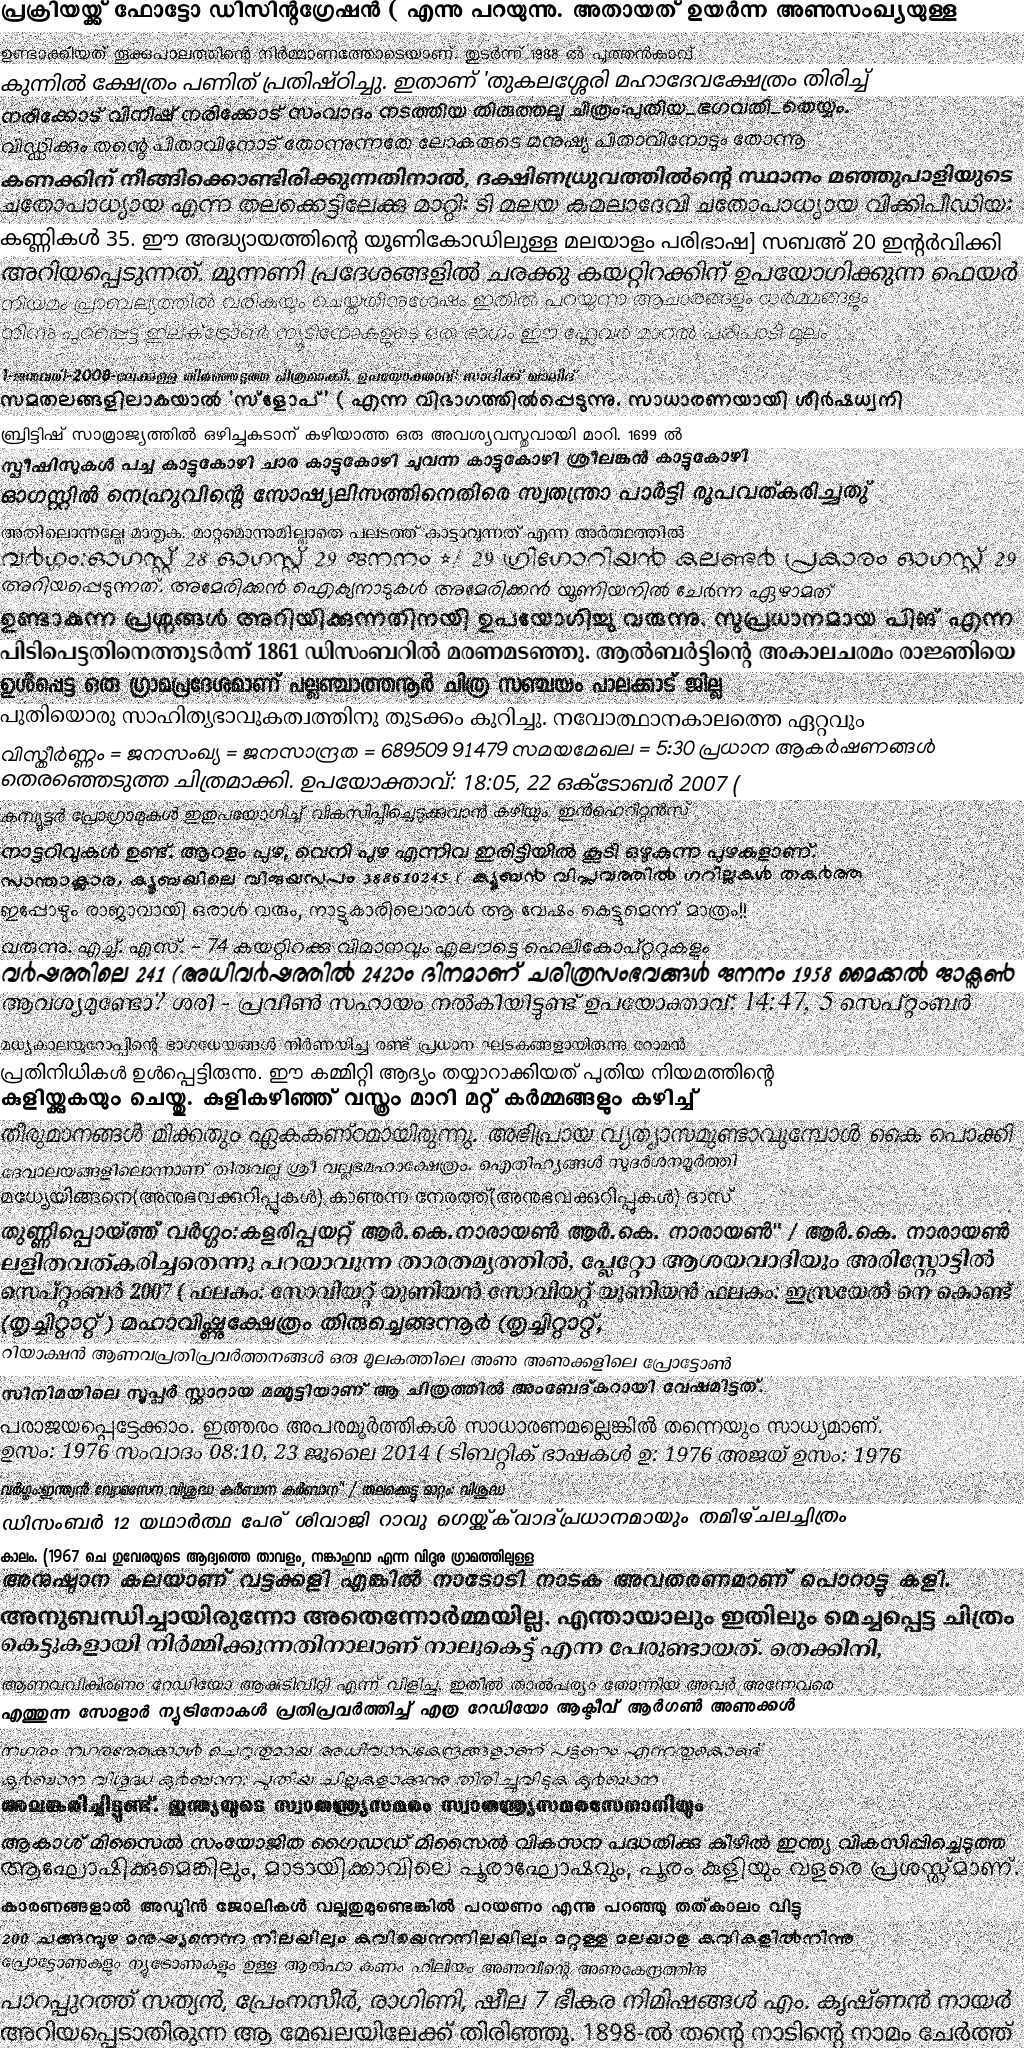 പ്രക്രിയയ്ക്ക് ഫോട്ടോ ഡിസിന്റഗ്രേഷൻ ( എന്നു പറയുന്നു. അതായത് ഉയർന്ന അണുസംഖ്യയുള്ള
ഉണ്ടാക്കിയത് തൂക്കുപാലത്തിന്റെ നിർമ്മാണത്തോടെയാണ്. തുടർന്ന് 1988 ൽ പൂത്തൻകാവ്
കുന്നിൽ ക്ഷേത്രം പണിത് പ്രതിഷ്ഠിച്ചു. ഇതാണ് 'തുകലശ്ശേരി മഹാദേവക്ഷേത്രം തിരിച്ച്
നരിക്കോട് വിനീഷ് നരിക്കോട് സംവാദം നടത്തിയ തിരുത്തലു ചിത്രം:പുതിയ_ഭഗവതി_തെയ്യം.
വിഡ്ഢിക്കും തന്റെ പിതാവിനോട് തോന്നുന്നതേ ലോകരുടെ മനുഷ്യ പിതാവിനോടും തോന്നൂ
കണക്കിന് നീങ്ങിക്കൊണ്ടിരിക്കുന്നതിനാൽ, ദക്ഷിണധ്രുവത്തിൽന്റെ സ്ഥാനം മഞ്ഞുപാളിയുടെ
ചതോപാധ്യായ എന്ന തലക്കെട്ടിലേക്കു മാറ്റി: ടി മലയ കമലാദേവി ചതോപാധ്യായ വിക്കിപീഡിയ:
കണ്ണികൾ 35. ഈ അദ്ധ്യായത്തിന്റെ യൂണികോഡിലുള്ള മലയാളം പരിഭാഷ] സബഅ് 20 ഇന്റർവിക്കി
അറിയപ്പെടുന്നത്. മുന്നണി പ്രദേശങ്ങളിൽ ചരക്കു കയറ്റിറക്കിന് ഉപയോഗിക്കുന്ന ഫെയർ
നിയമം പ്രാബല്യത്തിൽ വരികയും ചെയ്തതിനുശേഷം ഇതിൽ പറയുന്ന ആചാരങ്ങളും കർമ്മങ്ങളും
നിന്നു പുറപ്പെട്ട ഇലക്ട്രോൺ ന്യൂട്രിനോകളുടെ ഒരു ഭാഗം ഈ ഫ്ലേവർ മാറൽ പരിപാടി മൂലം
1-ജനുവരി-2008-ലേക്കുള്ള തിരഞ്ഞെടുത്ത ചിത്രമാക്കി. ഉപയോക്താവ്: സാദിക്ക് ഖാലിദ്
സമതലങ്ങളിലാകയാൽ 'സ്ളോപ്' ( എന്ന വിഭാഗത്തിൽപ്പെടുന്നു. സാധാരണയായി ശീർഷധ്വനി
ബ്രിട്ടിഷ് സാമ്രാജ്യത്തിൽ ഒഴിച്ചുകൂടാന് കഴിയാത്ത ഒരു അവശ്യവസ്തുവായി മാറി. 1699 ൽ
സ്പീഷിസുകൾ പച്ച കാട്ടുകോഴി ചാര കാട്ടുകോഴി ചുവന്ന കാട്ടുകോഴി ശ്രീലങ്കൻ കാട്ടുകോഴി
ഓഗസ്റ്റിൽ നെഹ്രുവിന്റെ സോഷ്യലിസത്തിനെതിരെ സ്വതന്ത്രാ പാർട്ടി രൂപവത്കരിച്ചതു്
അതിലൊന്നല്ലേ മാതൃക. മാറ്റമൊന്നുമില്ലാതെ പലടത്ത് കാട്ടാവുന്നത് എന്ന അർത്ഥത്തിൽ
വർഗ്ഗം:ഓഗസ്റ്റ് 28 ഓഗസ്റ്റ് 29 ജനനം */ 29 ഗ്രിഗോറിയൻ കലണ്ടർ പ്രകാരം ഓഗസ്റ്റ് 29
അറിയപ്പെടുന്നത്. അമേരിക്കൻ ഐക്യനാടുകൾ അമേരിക്കൻ യൂണിയനിൽ ചേർന്ന ഏഴാമത്
ഉണ്ടാകുന്ന പ്രശ്നങ്ങൾ അറിയിക്കുന്നതിനയി ഉപയോഗിച്ചു വരുന്നു. സുപ്രധാനമായ പിങ് എന്ന
പിടിപെട്ടതിനെത്തുടർന്ന് 1861 ഡിസംബറിൽ മരണമടഞ്ഞു. ആൽബർട്ടിന്റെ അകാലചരമം രാജ്ഞിയെ
ഉൾപ്പെട്ട ഒരു ഗ്രാമപ്രദേശമാണ് പല്ലഞ്ചാത്തനൂർ ചിത്ര സഞ്ചയം പാലക്കാട് ജില്ല
പുതിയൊരു സാഹിത്യഭാവുകത്വത്തിനു തുടക്കം കുറിച്ചു. നവോത്ഥാനകാലത്തെ ഏറ്റവും
വിസ്തീർണ്ണം = ജനസംഖ്യ = ജനസാന്ദ്രത = 689509 91479 സമയമേഖല = 5:30 പ്രധാന ആകർഷണങ്ങൾ
തെരഞ്ഞെടുത്ത ചിത്രമാക്കി. ഉപയോക്താവ്: 18:05, 22 ഒക്ടോബർ 2007 (
കമ്പ്യൂട്ടർ പ്രോഗ്രാമുകൾ ഇതുപയോഗിച്ച് വികസിപ്പിച്ചെടുക്കുവാൻ കഴിയും. ഇൻഹെറിറ്റൻസ്
നാട്ടറിവുകൾ ഉണ്ട്. ആറളം പുഴ, വെനി പുഴ എന്നിവ ഇരിട്ടിയിൽ കൂടി ഒഴുകുന്ന പുഴകളാണ്.
സാന്താക്ലാര, ക്യൂബയിലെ വിജയസ്തൂപം 388610245 ( ക്യൂബൻ വിപ്ലവത്തിൽ ഗറില്ലകൾ തകർത്ത
ഇപ്പോഴും രാജാവായി ഒരാൾ വരും, നാട്ടുകാരിലൊരാൾ ആ വേഷം കെട്ടുമെന്ന് മാത്രം!!
വരുന്നു. എച്ച്. എസ്. – 74 കയറ്റിറക്കു വിമാനവും എലൗട്ടെ ഹെലികോപ്റ്ററുകളും
വർഷത്തിലെ 241 (അധിവർഷത്തിൽ 242ാം ദിനമാണ് ചരിത്രസംഭവങ്ങൾ ജനനം 1958 മൈക്കൽ ജാക്സൺ
ആവശ്യമുണ്ടോ? ശരി - പ്രവീൺ സഹായം നൽകിയിട്ടുണ്ട് ഉപയോക്താവ്: 14:47, 5 സെപ്റ്റംബർ
മധ്യകാലയൂറോപ്പിന്റെ ഭാഗധേയങ്ങൾ നിർണയിച്ച രണ്ട് പ്രധാന ഘടകങ്ങളായിരുന്നു റോമൻ
പ്രതിനിധികൾ ഉൾപ്പെട്ടിരുന്നു. ഈ കമ്മിറ്റി ആദ്യം തയ്യാറാക്കിയത് പുതിയ നിയമത്തിന്റെ
കുളിയ്ക്കുകയും ചെയ്തു. കുളികഴിഞ്ഞ് വസ്ത്രം മാറി മറ്റ് കർമ്മങ്ങളും കഴിച്ച്
തീരുമാനങ്ങൾ മിക്കതും ഏകകണ്ഠമായിരുന്നു. അഭിപ്രായ വ്യത്യാസമുണ്ടാവുമ്പോൾ കൈ പൊക്കി
ദേവാലയങ്ങളിലൊന്നാണ് തിരുവല്ല ശ്രീ വല്ലഭമഹാക്ഷേത്രം. ഐതിഹ്യങ്ങൾ സുദർശനമൂർത്തി
മധ്യേയിങ്ങനെ(അനുഭവക്കുറിപ്പുകൾ).കാണുന്ന നേരത്ത്(അനുഭവക്കുറിപ്പുകൾ) ദാസ്
തുണ്ണിപ്പൊയ്ത്ത് വർഗ്ഗം:കളരിപ്പയറ്റ് ആർ.കെ.നാരായൺ ആർ.കെ. നാരായൺ" / ആർ.കെ. നാരായൺ
ലളിതവത്കരിച്ചതെന്നു പറയാവുന്ന താരതമ്യത്തിൽ, പ്ലേറ്റോ ആശയവാദിയും അരിസ്റ്റോട്ടിൽ
സെപ്റ്റംബർ 2007 ( ഫലകം: സോവിയറ്റ് യൂണിയൻ സോവിയറ്റ് യൂണിയൻ ഫലകം: ഇസ്രയേൽ നെ കൊണ്ട്
(തൃച്ചിറ്റാറ്റ് ) മഹാവിഷ്ണുക്ഷേത്രം തിരുച്ചെങ്ങന്നൂർ (തൃച്ചിറ്റാറ്റ്,
റിയാക്ഷൻ ആണവപ്രതിപ്രവർത്തനങ്ങൾ ഒരു മൂലകത്തിലെ അണു അണുക്കളിലെ പ്രോട്ടോൺ
സിനിമയിലെ സൂപ്പർ സ്റ്റാറായ മമ്മൂട്ടിയാണ് ആ ചിത്രത്തിൽ അംബേദ്കറായി വേഷമിട്ടത്.
പരാജയപ്പെട്ടേക്കാം. ഇത്തരം അപരമൂർത്തികൾ സാധാരണമല്ലെങ്കിൽ തന്നെയും സാധ്യമാണ്.
ഉസം: 1976 സംവാദം 08:10, 23 ജൂലൈ 2014 ( ടിബറ്റിക് ഭാഷകൾ ഉ: 1976 അജയ് ഉസം: 1976
വർഗ്ഗം:ഇന്ത്യൻ വ്യോമസേന വിശുദ്ധ കുർബാന കുർബാന" / തലക്കെട്ടു മാറ്റം: വിശുദ്ധ
ഡിസംബർ 12 യഥാർത്ഥ പേര് ശിവാജി റാവു ഗെയ്ക്ക്‌വാദ്പ്രധാനമായും തമിഴ്ചലച്ചിത്രം
കാലം. (1967 ചെ ഗുവേരയുടെ ആദ്യത്തെ താവളം, നങ്കാഹുവാ എന്ന വിദൂര ഗ്രാമത്തിലുള്ള
അനുഷ്ഠാന കലയാണ് വട്ടക്കളി എങ്കിൽ നാടോടി നാടക അവതരണമാണ് പൊറാട്ടു കളി.
അനുബന്ധിച്ചായിരുന്നോ അതെന്നോർമ്മയില്ല. എന്തായാലും ഇതിലും മെച്ചപ്പെട്ട ചിത്രം
കെട്ടുകളായി നിർമ്മിക്കുന്നതിനാലാണ് നാലുകെട്ട് എന്ന പേരുണ്ടായത്. തെക്കിനി,
ആണവവികിരണം റേഡിയോ ആക്ടിവിറ്റി എന്ന് വിളിച്ചു. ഇതിൽ താൽപര്യം തോന്നിയ അവർ അന്നേവരെ
എത്തുന്ന സോളാർ ന്യൂട്രിനോകൾ പ്രതിപ്രവർത്തിച്ച് എത്ര റേഡിയോ ആക്ടീവ് ആർഗൺ അണുക്കൾ
നഗരം നഗരത്തേക്കാൾ ചെറുതുമായ അധിവാസകേന്ദ്രങ്ങളാണ് പട്ടണം എന്നതുകൊണ്ട്
കുർബാന വിശുദ്ധ കുർബാന: പുതിയ ചില്ലുകളാക്കുന്നു തിരിച്ചുവിടുക കുർബാന
അലങ്കരിച്ചിട്ടുണ്ട്. ഇന്ത്യയുടെ സ്വാതന്ത്ര്യസമരം സ്വാതന്ത്ര്യസമരസേനാനിയും
ആകാശ് മിസൈൽ സംയോജിത ഗൈഡഡ് മിസൈൽ വികസന പദ്ധതിക്കു കീഴിൽ ഇന്ത്യ വികസിപ്പിച്ചെടുത്ത
ആഘോഷിക്കുമെങ്കിലും, മാടായിക്കാവിലെ പൂരാഘോഷവും, പൂരം കുളിയും വളരെ പ്രശസ്ത്മാണ്.
കാരണങ്ങളാൽ അഡ്മിൻ ജോലികൾ വല്ലതുമുണ്ടെങ്കിൽ പറയണം എന്നു പറഞ്ഞു തത്കാലം വിട്ടു
200 ചങ്ങമ്പുഴ മനുഷ്യനെന്ന നിലയിലും കവിയെന്നനിലയിലും മറ്റുള്ള മലയാള കവികളിൽനിന്നു
പ്രോട്ടോണുകളും ന്യൂട്രോണുകളും ഉള്ള ആൽഫാ കണം ഹീലിയം അണുവിന്റെ അണുകേന്ദ്രത്തിനു
പാറപ്പുറത്ത് സത്യൻ, പ്രേംനസീർ, രാഗിണി, ഷീല 7 ഭീകര നിമിഷങ്ങൾ എം. കൃഷ്ണൻ നായർ
അറിയപ്പെടാതിരുന്ന ആ മേഖലയിലേക്ക് തിരിഞ്ഞു. 1898-ൽ തന്റെ നാടിന്റെ നാമം ചേർത്ത്